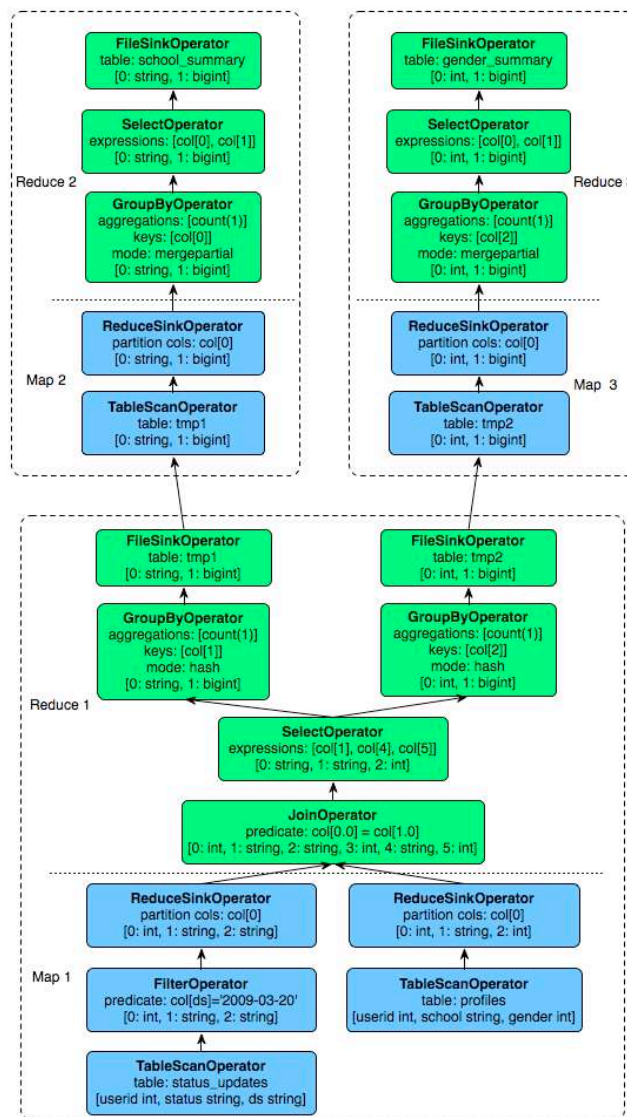 FileSinkOperator
table: school_summary
[0: string, 1: bigint]
SelectOperator
expressions: [col[0], col[1]]
[0: string, 1: bigint]
Reduce 2
GroupByOperator
aggregations: [count(1)]
keys: [col[0]]
mode: mergepartial
[0: string, 1: bigint]
ReduceSinkOperator
partition cols: col[0]
[0: string, 1: bigint]
Map 2
TableScanOperator
table: tmp1
[0: string, 1: bigint]
FileSinkOperator
table: gender_summary
[0: int, 1: bigint]
SelectOperator
expressions: [col[0], col[1]]
[0: int, 1: bigint]
Reduce
GroupByOperator
aggregations: [count(1)]
keys: [col[2]]
mode: mergepartial
[0: int, 1: bigint]
ReduceSinkOperator
partition cols: col[0]
[0: int, 1: bigint]
Map 3
TableScanOperator
table: tmp2
[0: int, 1: bigint]
FileSinkOperator
table: tmp1
[0: string, 1: bigint]
FileSinkOperator
table: tmp2
[0: int, 1: bigint]
GroupByOperator
aggregations: [count(1)]
keys: [col[1]]
mode: hash
[0: string, 1: bigint]
GroupByOperator
aggregations: [count(1)]
keys: [col[2]]
mode: hash
[0: int, 1: bigint]
Reduce 1
SelectOperator
expressions: [col[1], col[4], col[5]]
[0: string, 1: string, 2: int]
JoinOperator
predicate: col[0.0] = col[1.0]
[0: int, 1: string, 2: string, 3: int, 4: string, 5: int]
ReduceSinkOperator
partition cols: col[0]
[0: int, 1: string, 2: string]
ReduceSinkOperator
partition cols: col[0]
[0: int, 1: string, 2: int]
Map 1
FilterOperator
predicate: col[ds]='2009-03-20'
[0: int, 1: string, 2: string]
TableScanOperator
table: profiles
[userid int, school string, gender int]
TableScanOperator
table: status_updates
[userid int, status string, ds string]